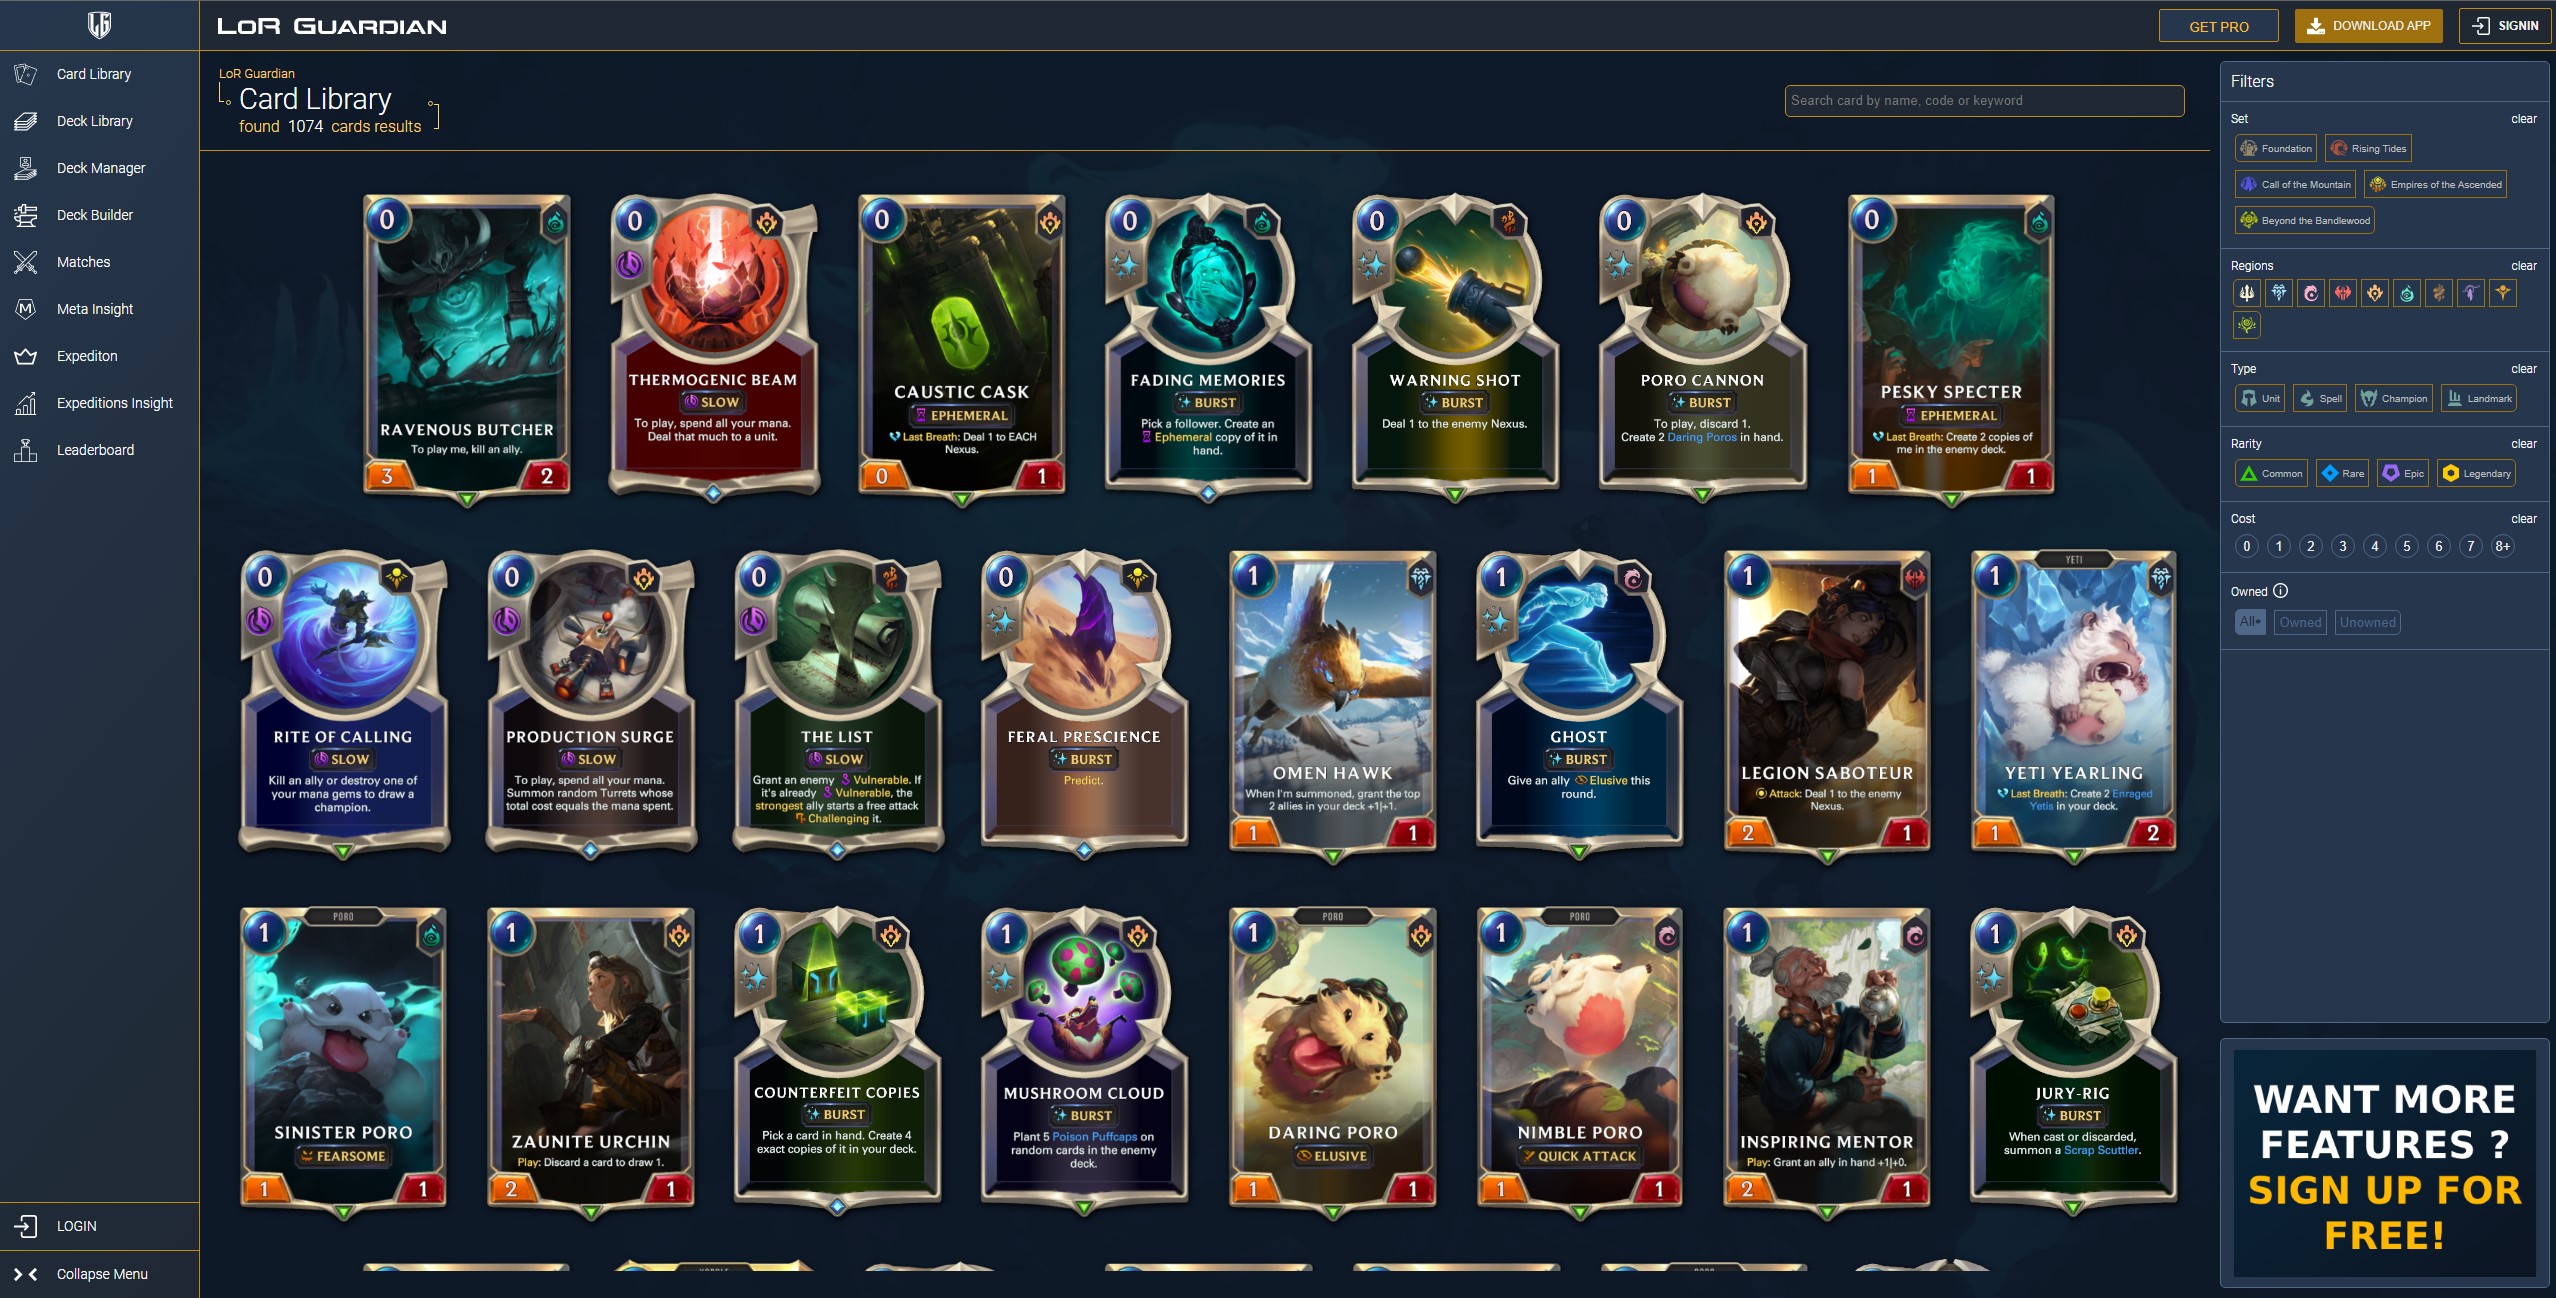 LoR Guardian
GET PRO
DOWNLOAD APP
SIGNIN
Card Library
Deck Library
Deck Manager
Deck Builder
Matches
Meta Insight
Expediton
Expeditions Insight
Leaderboard
LOGIN
Collapse Menu
LoR Guardian
Card Library
found 1074 cards results
Search card by name, code or keyword
0
RAVENOUS BUTCHER
To play me, kill an ally.
3 2
0
THERMOGENIC BEAM
SLOW
To play, spend all your mana.
Deal that much to a unit.
0
CAUSTIC CASK
EPHEMERAL
Last Breath: Deal 1 to EACH
Nexus.
0 1
0
FADING MEMORIES
BURST
Pick a follower. Create an
Ephemeral copy of it in
hand.
0
WARNING SHOT
BURST
Deal 1 to the enemy Nexus.
0
PORO CANNON
BURST
To play, discard 1.
Create 2 Daring Poros in hand.
0
PESKY SPECTER
EPHEMERAL
Last Breath: Create 2 copies of
me in the enemy deck.
1 1
0
RITE OF CALLING
SLOW
Kill an ally or destroy one of
your mana gems to draw a
champion.
0
PRODUCTION SURGE
SLOW
To play, spend all your mana.
Summon random Turrets whose
total cost equals the mana spent.
0
THE LIST
SLOW
Grant an enemy Vulnerable. If
it's already Vulnerable, the
strongest ally starts a free attack
Challenging it.
0
FERAL PRESCIENCE
BURST
Predict.
1
OMEN HAWK
When I'm summoned, grant the top
2 allies in your deck +1|+1.
1 1
1
GHOST
BURST
Give an ally Elusive this
round.
1
LEGION SABOTEUR
Attack: Deal 1 to the enemy
Nexus.
2 1
1
YETI
YETI YEARLING
Last Breath: Create 2 Enraged
Yetis in your deck.
1 2
1
PORO
SINISTER PORO
FEARSOME
1 1
1
ZAUNITE URCHIN
Play: Discard a card to draw 1.
2 1
1
COUNTERFEIT COPIES
BURST
Pick a card in hand. Create 4
exact copies of it in your deck.
1
MUSHROOM CLOUD
BURST
Plant 5 Poison Puffcaps on
random cards in the enemy
deck.
1
PORO
DARING PORO
ELUSIVE
1 1
1
PORO
NIMBLE PORO
QUICK ATTACK
1 1
1
INSPIRING MENTOR
Play: Grant an ally in hand +1|+0.
2 1
1
JURY-RIG
BURST
When cast or discarded,
summon a Scrap Scuttler.
Filters
Set clear
Foundation Rising Tides
Call of the Mountain Empires of the Ascended
Beyond the Bandlewood
Regions clear
Type clear
Unit Spell Champion Landmark
Rarity clear
Common Rare Epic Legendary
Cost clear
0 1 2 3 4 5 6 7 8+
Owned
All• Owned Unowned
WANT MORE
FEATURES ?
SIGN UP FOR
FREE!